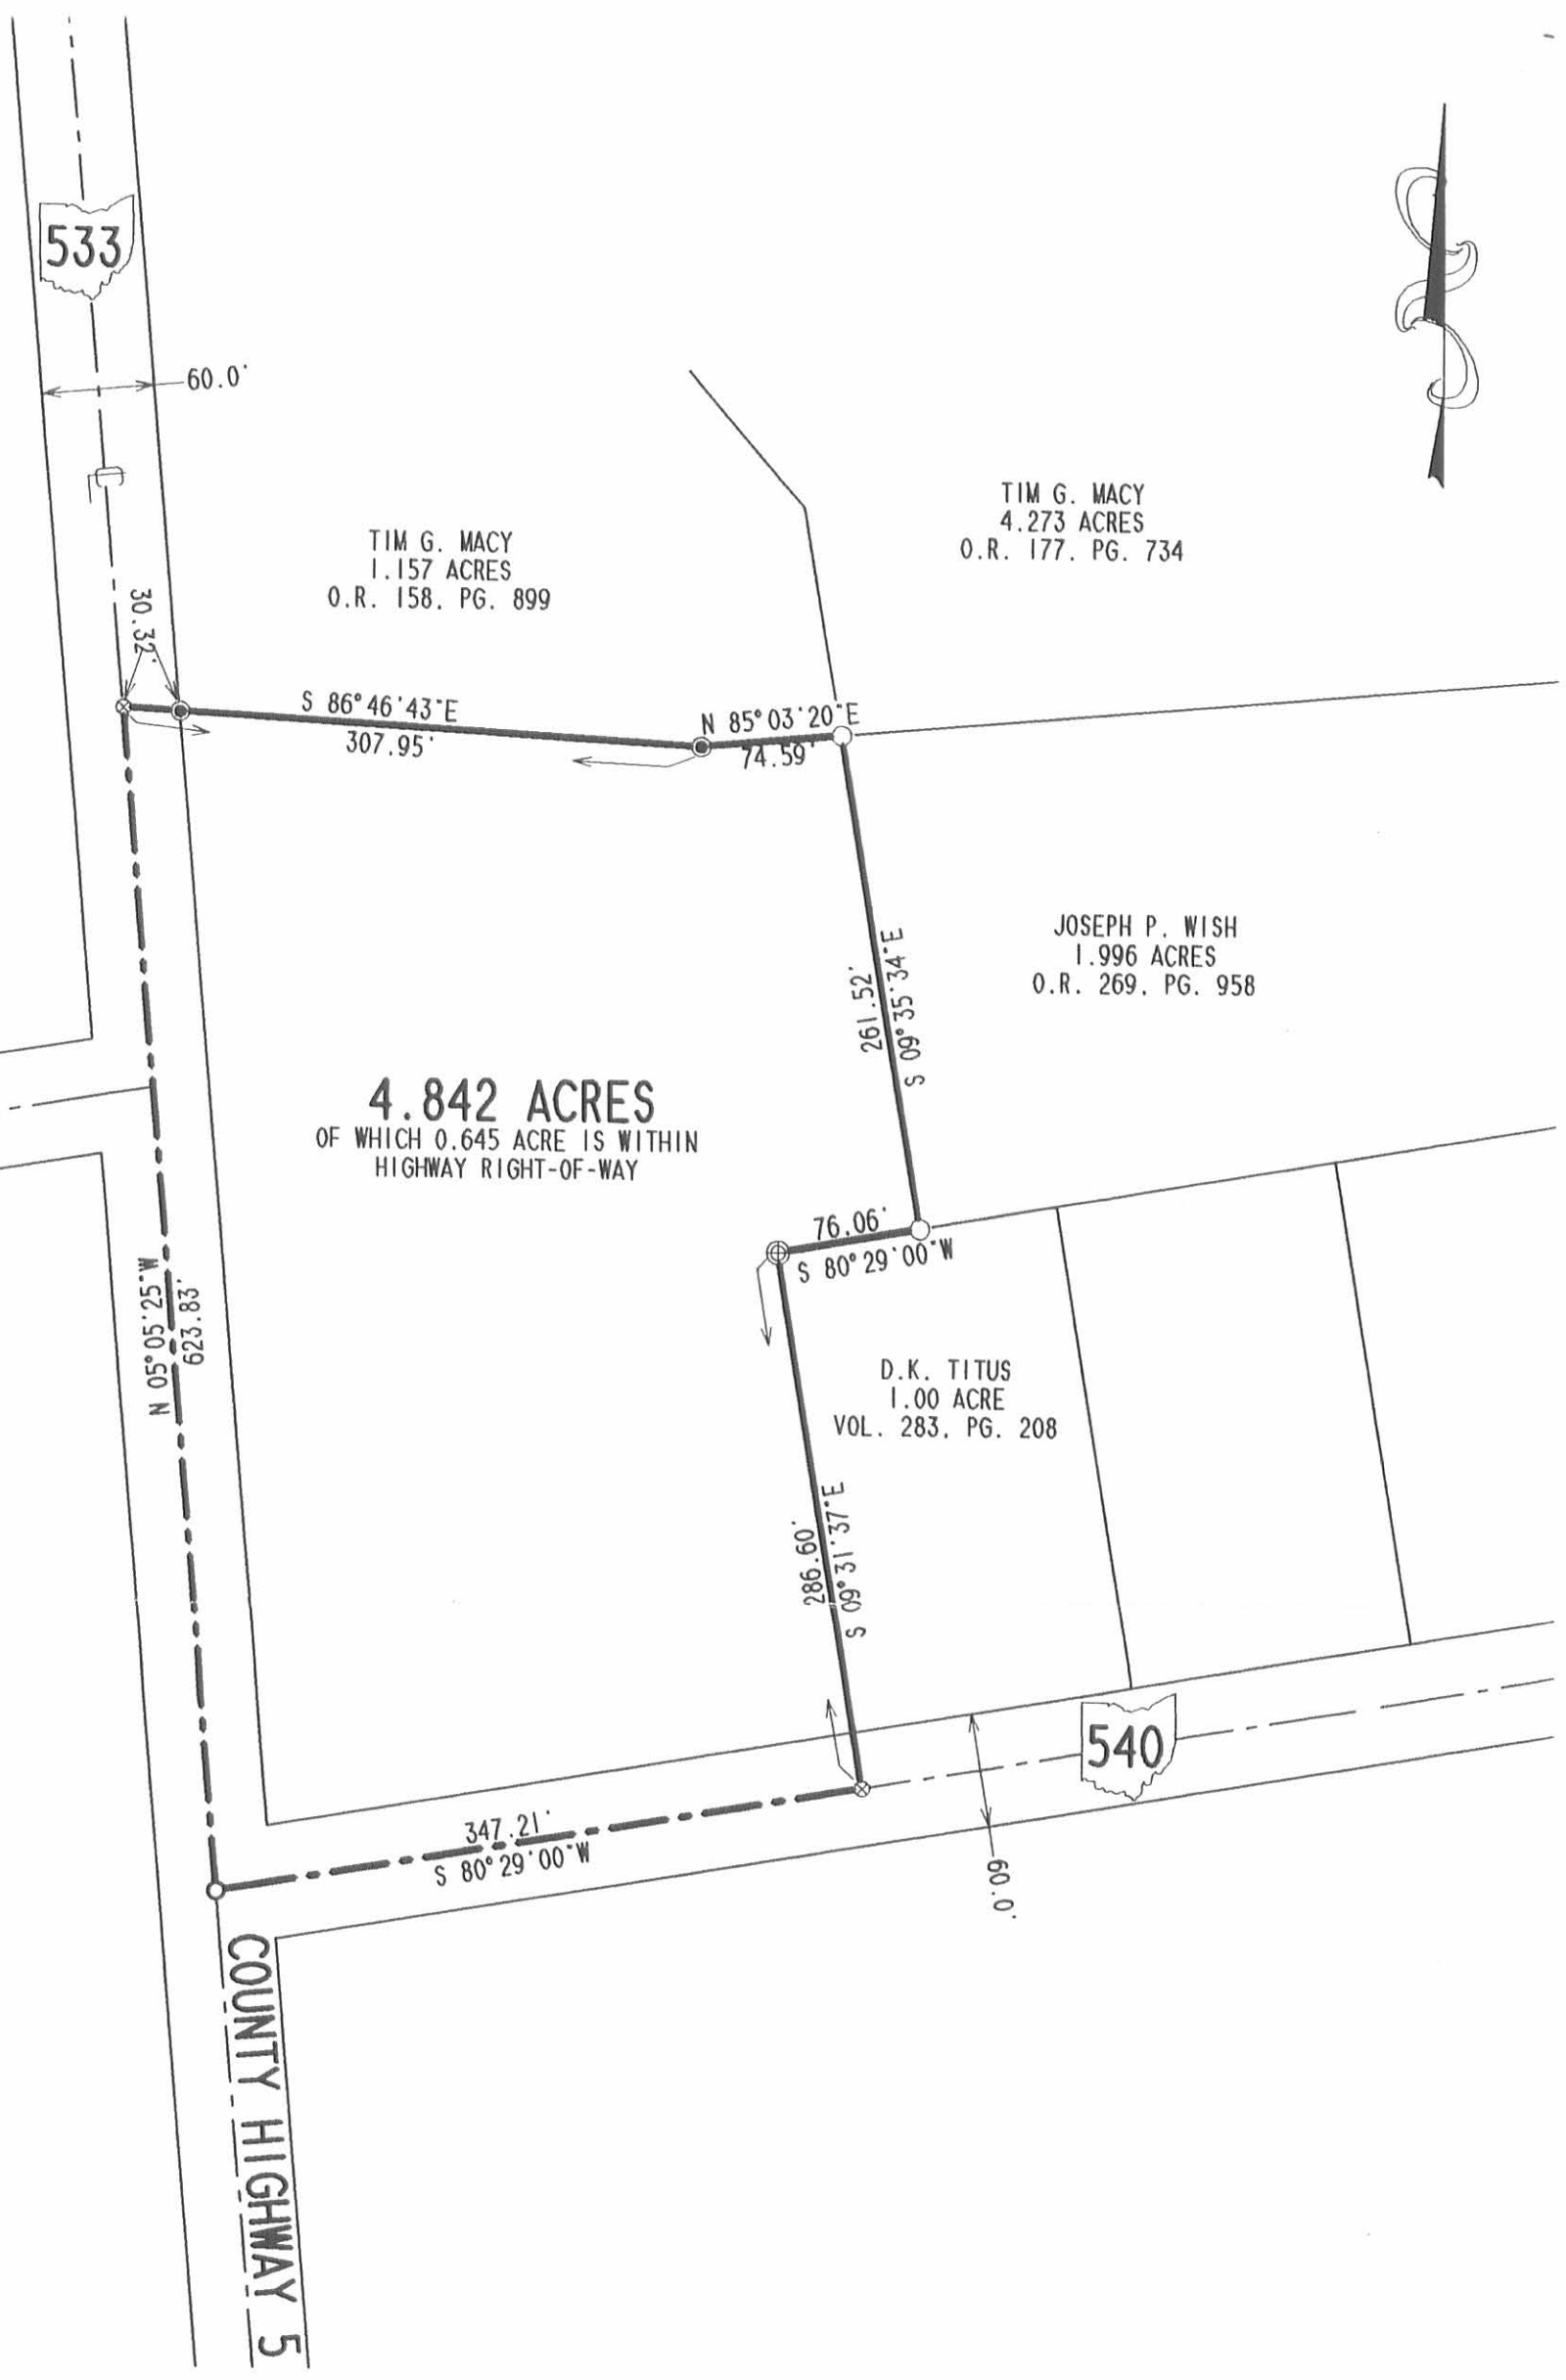 533
60.0'
TIM G. MACY
4.273 ACRES
O.R. 177, PG. 734
TIM G. MACY
1.157 ACRES
O.R. 158, PG. 899
30.32'
S 86°46'43"E
307.95'
N 85°03'20"E
74.59'
JOSEPH P. WISH
1.996 ACRES
O.R. 269, PG. 958
261.52'
S 09°35'34"E
4.842 ACRES
OF WHICH 0.645 ACRE IS WITHIN
HIGHWAY RIGHT-OF-WAY
76.06'
S 80°29'00"W
N 05°05'25"W
623.83'
D.K. TITUS
1.00 ACRE
VOL. 283, PG. 208
286.60'
S 09°31'37"E
540
347.21'
S 80°29'00"W
60.0'
COUNTY HIGHWAY 5